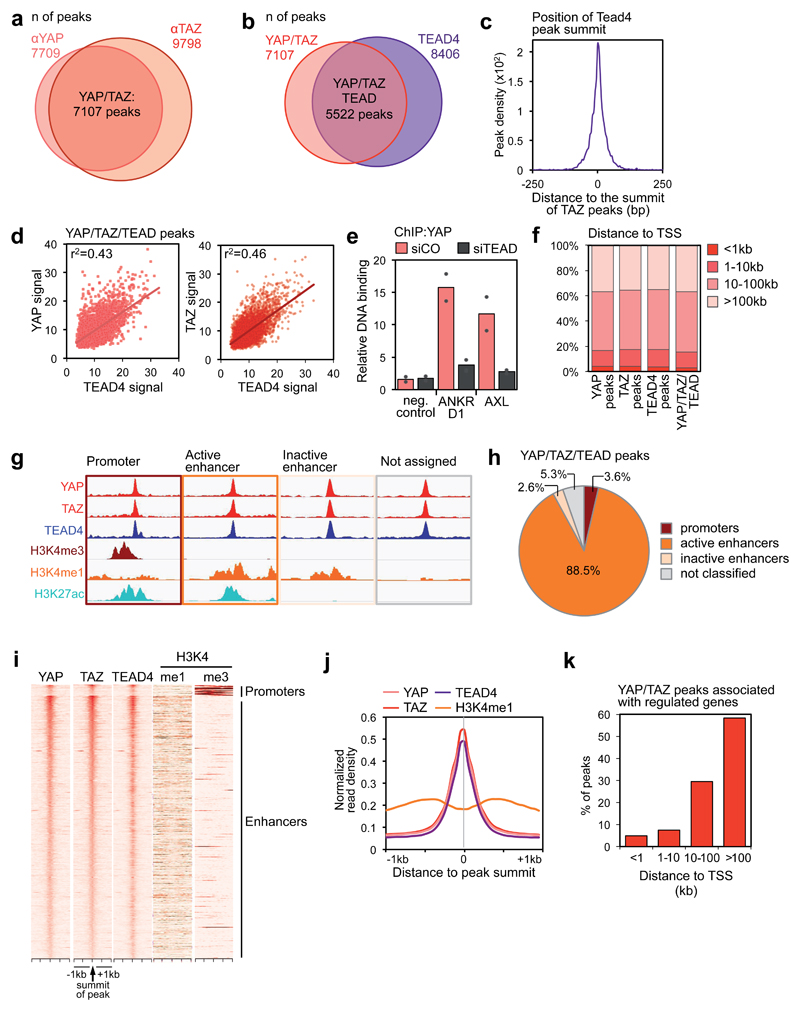 a
n of peaks
αYAP
7709
αTAZ
9798
YAP/TAZ:
7107 peaks
b
n of peaks
YAP/TAZ
7107
TEAD4
8406
YAP/TAZ
TEAD
5522 peaks
c
Position of Tead4
peak summit
Peak density (x10²)
2
1.5
1
0.5
0
-250
0
250
Distance to the summit
of TAZ peaks (bp)
d
YAP/TAZ/TEAD peaks
r²=0.43
YAP signal
40
30
20
10
0
0 10 20 30 40
TEAD4 signal
r²=0.46
TAZ signal
40
30
20
10
0
0 10 20 30 40
TEAD4 signal
e
ChIP:YAP
siCO
siTEAD
Relative DNA binding
20
15
10
5
0
neg.
control
ANKR
D1
AXL
f
Distance to TSS
100%
80%
60%
40%
20%
0%
YAP
peaks
TAZ
peaks
TEAD4
peaks
YAP/TAZ/
TEAD
<1kb
1-10kb
10-100kb
>100kb
g
Promoter
Active
enhancer
Inactive
enhancer
Not assigned
YAP
TAZ
TEAD4
H3K4me3
H3K4me1
H3K27ac
h
YAP/TAZ/TEAD peaks
5.3%
3.6%
2.6%
88.5%
promoters
active enhancers
inactive enhancers
not classified
i
H3K4
YAP TAZ TEAD4 me1 me3
Promoters
Enhancers
-1kb
+1kb
summit
of peak
j
YAP
TEAD4
TAZ
H3K4me1
Normalized
read density
0.6
0.5
0.4
0.3
0.2
0.1
0
-1kb
0
+1kb
Distance to peak summit
k
YAP/TAZ peaks associated
with regulated genes
% of peaks
60
50
40
30
20
10
0
<1
1-10
10-100
>100
Distance to TSS
(kb)